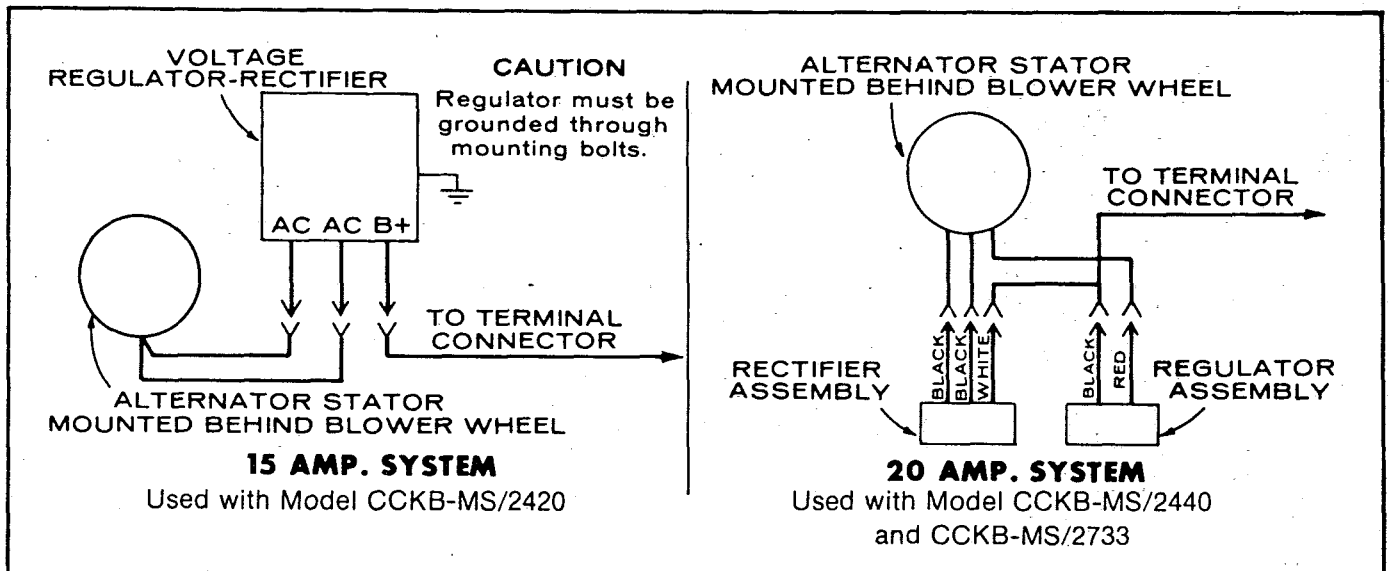 VOLTAGE
REGULATOR-RECTIFIER
CAUTION
Regulator must be
grounded through
mounting bolts.
AC AC B+
TO TERMINAL
CONNECTOR
ALTERNATOR STATOR
MOUNTED BEHIND BLOWER WHEEL
15 AMP. SYSTEM
Used with Model CCKB-MS/2420
ALTERNATOR STATOR
MOUNTED BEHIND BLOWER WHEEL
TO TERMINAL
CONNECTOR
RECTIFIER
ASSEMBLY
BLACK
BLACK
WHITE
BLACK
RED
REGULATOR
ASSEMBLY
20 AMP. SYSTEM
Used with Model CCKB-MS/2440
and CCKB-MS/2733